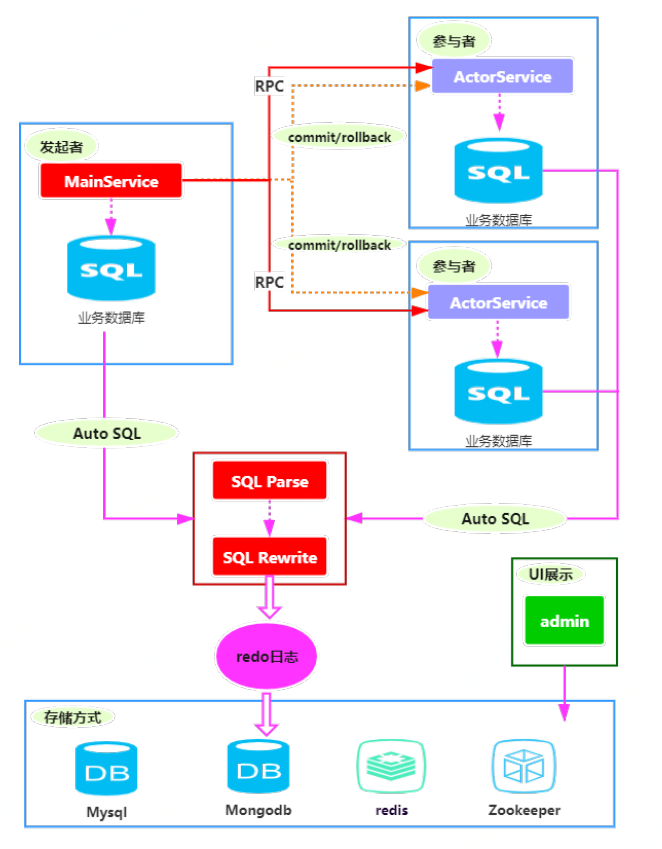 参与者
ActorService
RPC
commit/rollback
SQL
业务数据库
发起者
MainService
SQL
业务数据库
commit/rollback
RPC
参与者
ActorService
SQL
业务数据库
Auto SQL
SQL Parse
SQL Rewrite
Auto SQL
UI展示
admin
redo日志
存储方式
DB
Mysql
DB
Mongodb
redis
Zookeeper